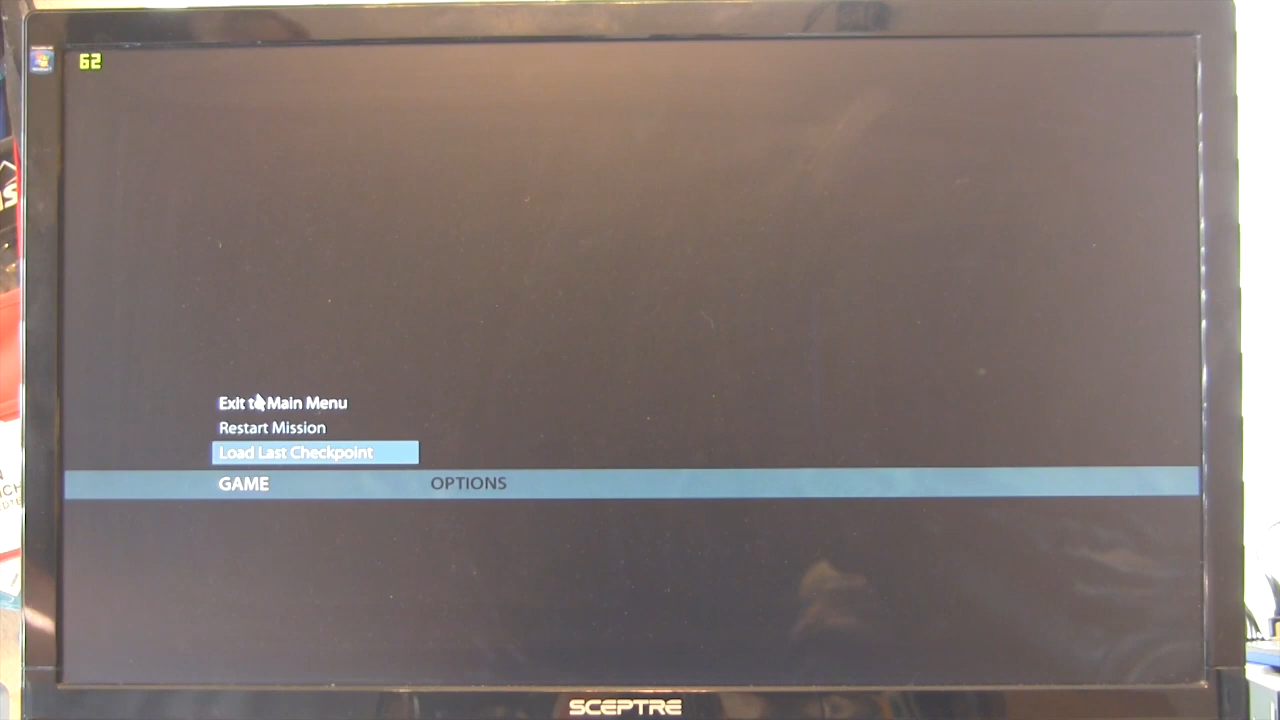 62
Exit to Main Menu
Restart Mission
Load Last Checkpoint
GAME OPTIONS
SCEPTRE